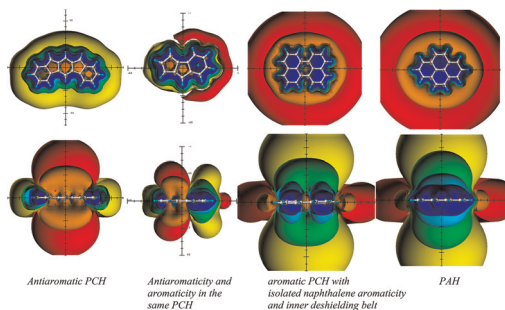 Antiaromatic PCH
Antiaromaticity and
aromaticity in the
same PCH
aromatic PCH with
isolated naphthalene aromaticity
and inner deshielding belt
PAH